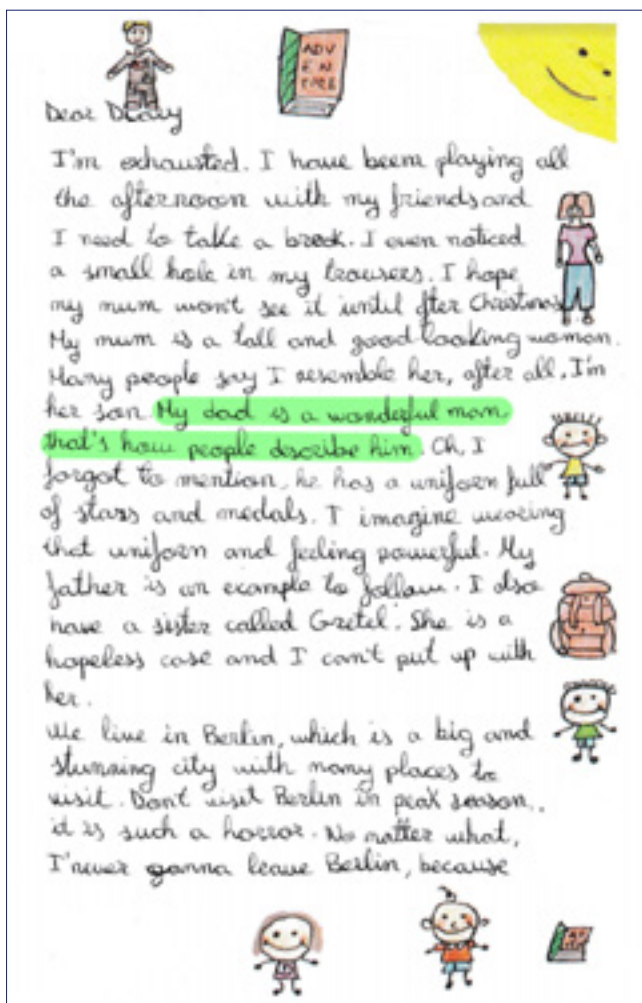 ADV
EN
TURE
Dear Diary
I'm exhausted. I have been playing all
the afternoon with my friends and
I need to take a break. I even noticed
a small hole in my trousers. I hope
my mum won't see it until fter Christmas.
My mum is a tall and good looking woman.
Many people say I resemble her, after all, I'm
her son. My dad is a wonderful man,
that's how people describe him. Oh, I
forgot to mention, he has a uniform full
of stars and medals. I imagine wearing
that uniform and feeling powerful. My
father is an example to follow. I also
have a sister called Gretel. She is a
hopeless case and I can't put up with
her.
We live in Berlin, which is a big and
stunning city with many places to
visit. Don't visit Berlin in peak season,
it is such a horror. No matter what,
I'never gonna leave Berlin, because